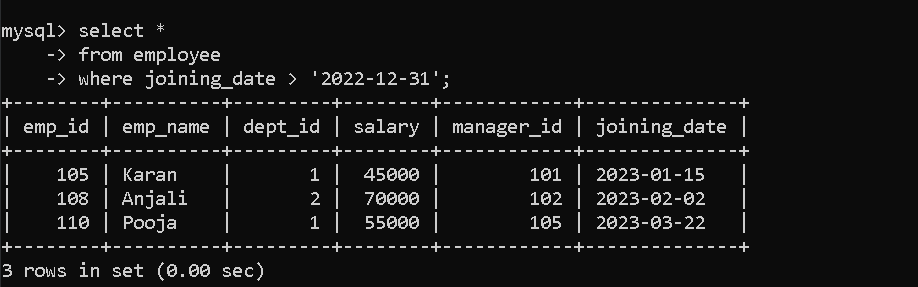 mysql> select *
    -> from employee
    -> where joining_date > '2022-12-31';
+--------+----------+---------+--------+------------+--------------+
| emp_id | emp_name | dept_id | salary | manager_id | joining_date |
+--------+----------+---------+--------+------------+--------------+
|    105 | Karan    |       1 |  45000 |        101 | 2023-01-15   |
|    108 | Anjali   |       2 |  70000 |        102 | 2023-02-02   |
|    110 | Pooja    |       1 |  55000 |        105 | 2023-03-22   |
+--------+----------+---------+--------+------------+--------------+
3 rows in set (0.00 sec)